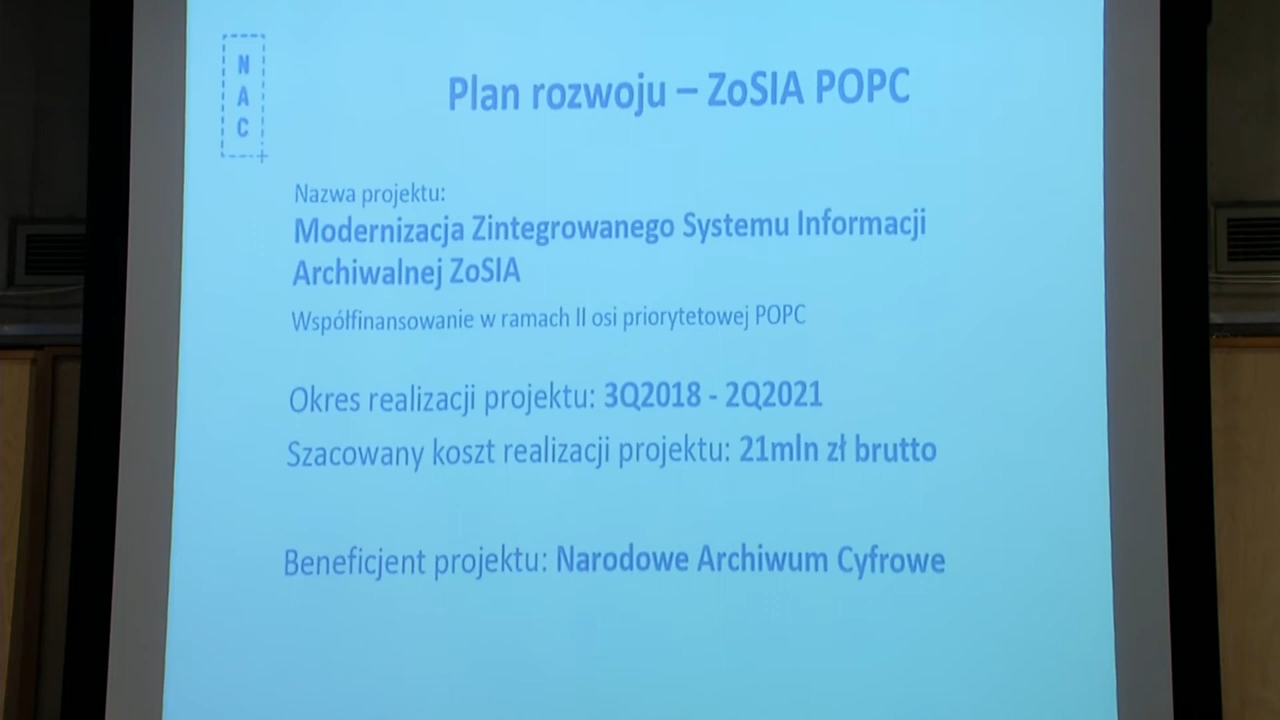 N
A
C
Plan rozwoju – ZoSIA POPC
Nazwa projektu:
Modernizacja Zintegrowanego Systemu Informacji
Archiwalnej ZoSIA
Współfinansowanie w ramach II osi priorytetowej POPC
Okres realizacji projektu: 3Q2018 - 2Q2021
Szacowany koszt realizacji projektu: 21mln zł brutto
Beneficjent projektu: Narodowe Archiwum Cyfrowe